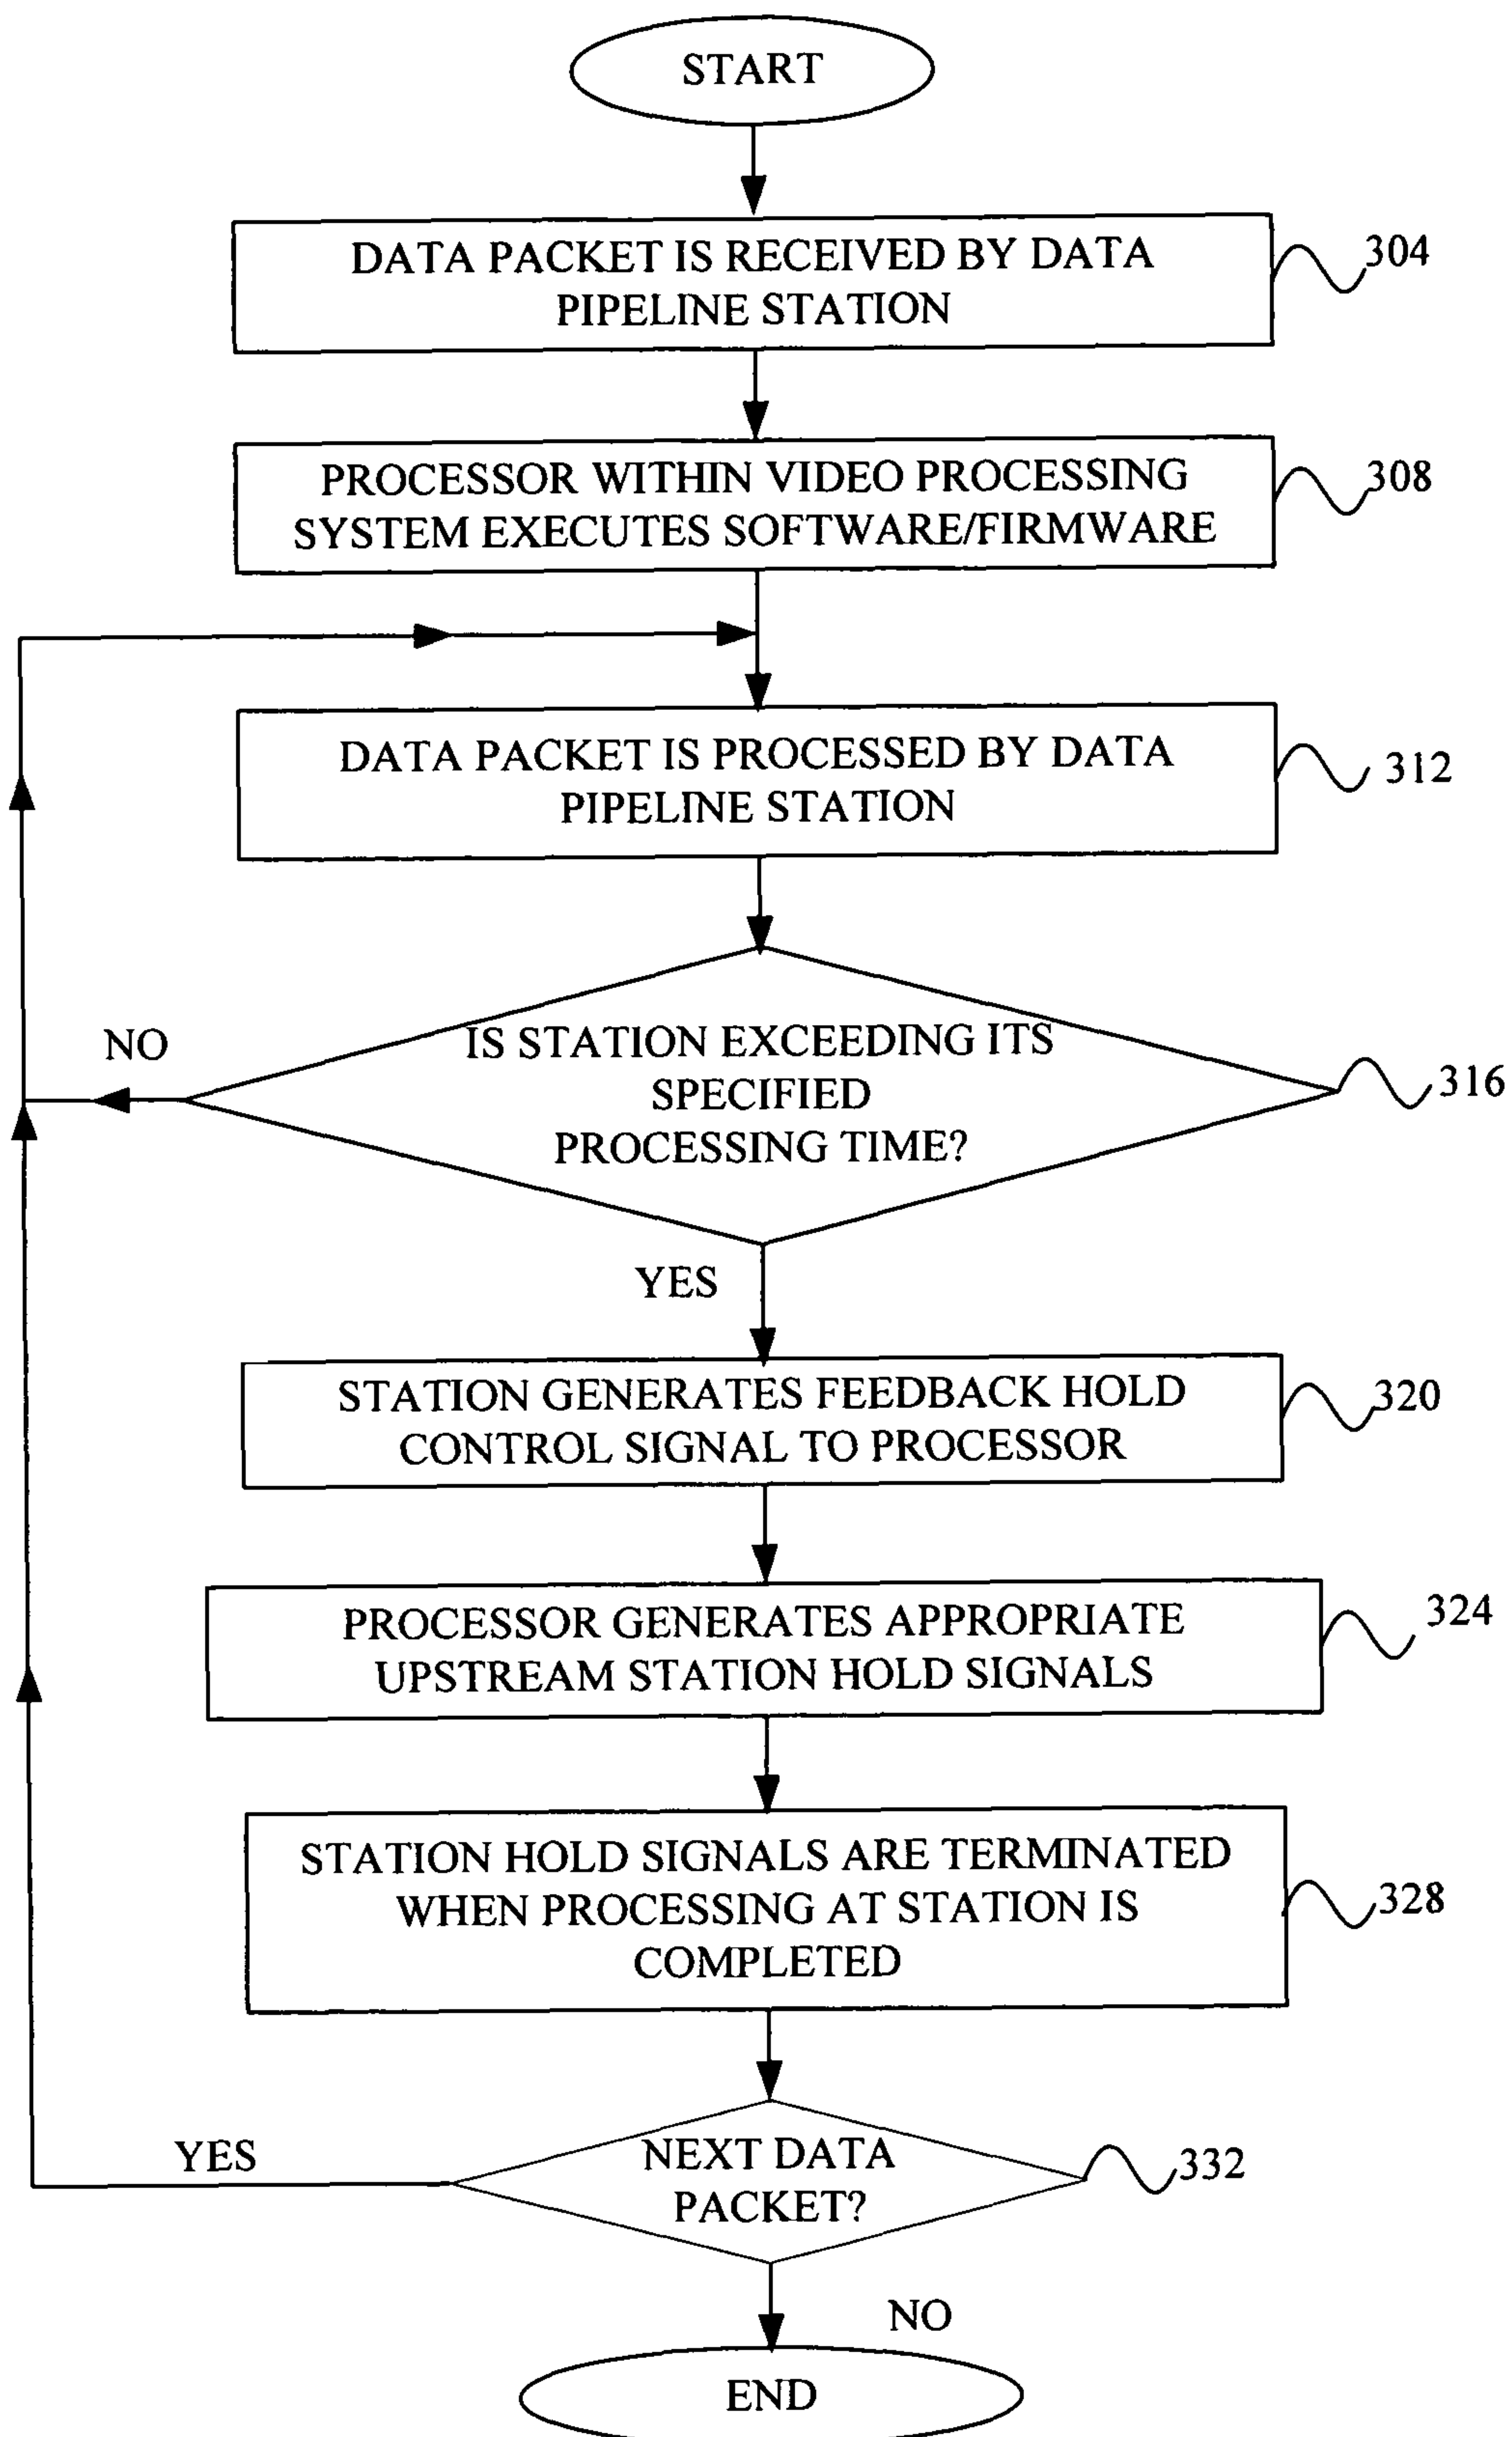 START
DATA PACKET IS RECEIVED BY DATA
PIPELINE STATION
304
PROCESSOR WITHIN VIDEO PROCESSING
SYSTEM EXECUTES SOFTWARE/FIRMWARE
308
DATA PACKET IS PROCESSED BY DATA
PIPELINE STATION
312
NO
IS STATION EXCEEDING ITS
SPECIFIED
PROCESSING TIME?
316
YES
STATION GENERATES FEEDBACK HOLD
CONTROL SIGNAL TO PROCESSOR
320
PROCESSOR GENERATES APPROPRIATE
UPSTREAM STATION HOLD SIGNALS
324
STATION HOLD SIGNALS ARE TERMINATED
WHEN PROCESSING AT STATION IS
COMPLETED
328
YES
NEXT DATA
PACKET?
332
NO
END